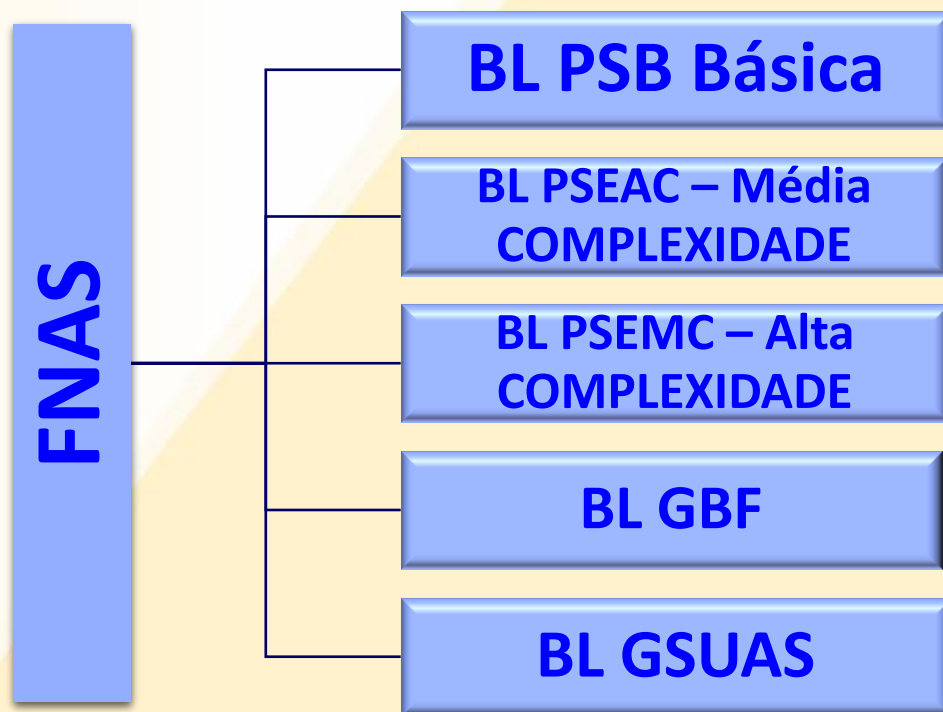 FNAS
BL PSB Básica
BL PSEAC – Média
COMPLEXIDADE
BL PSEMC – Alta
COMPLEXIDADE
BL GBF
BL GSUAS